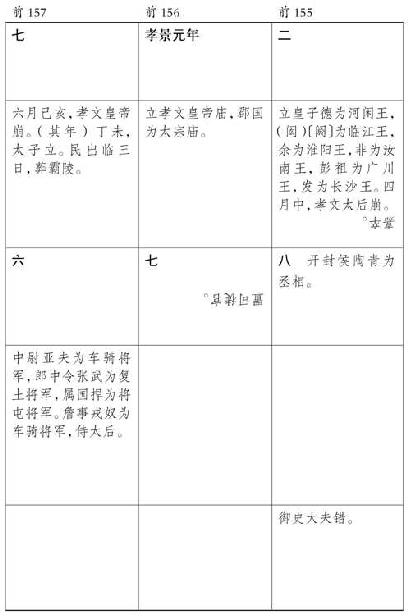 前 157 前 156 前 155
七 孝景元年 二
六月己亥,孝文皇帝
崩。(其年)丁未,
太子立。民出临三
日,葬霸陵。
立孝文皇帝庙,郡国
为太宗庙。
立皇子德为河间王,
(闳)〔阏〕为临江王,
余为淮阳王,非为汝
南王,彭祖为广川
王,发为长沙王。四
月中,孝文太后崩。
嘉卒。
六
七
置司徒官。
八 开封侯陶青为
丞相。
中尉亚夫为车骑将
军,郎中令张武为复
土将军,属国捍为将
屯将军。詹事戎奴为
车骑将军,侍太后。
御史大夫错。